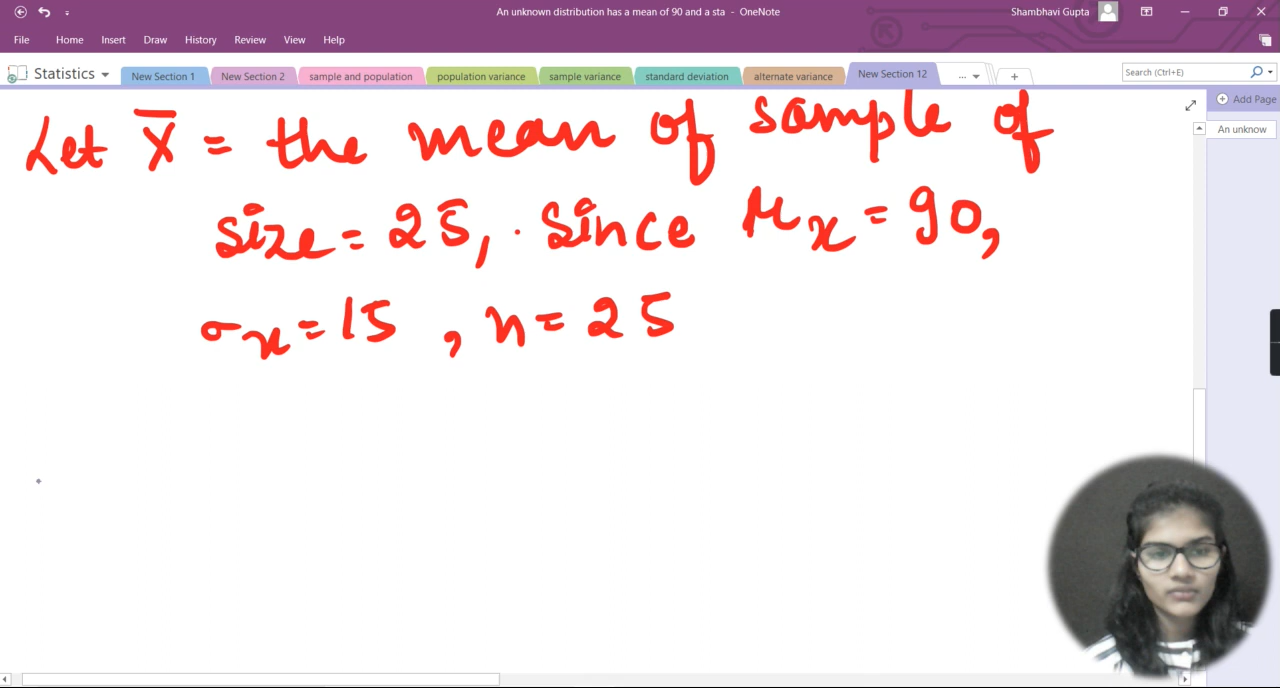 An unknown distribution has a mean of 90 and a sta - OneNote
Shambhavi Gupta
File Home Insert Draw History Review View Help
Statistics
New Section 1
New Section 2
sample and population
population variance
sample variance
standard deviation
alternate variance
New Section 12
...
+
Search (Ctrl+E)
Add Page
An unknow
Let X̅ = the mean of sample of
size = 25, . Since μx = 90,
σx = 15 , n = 25